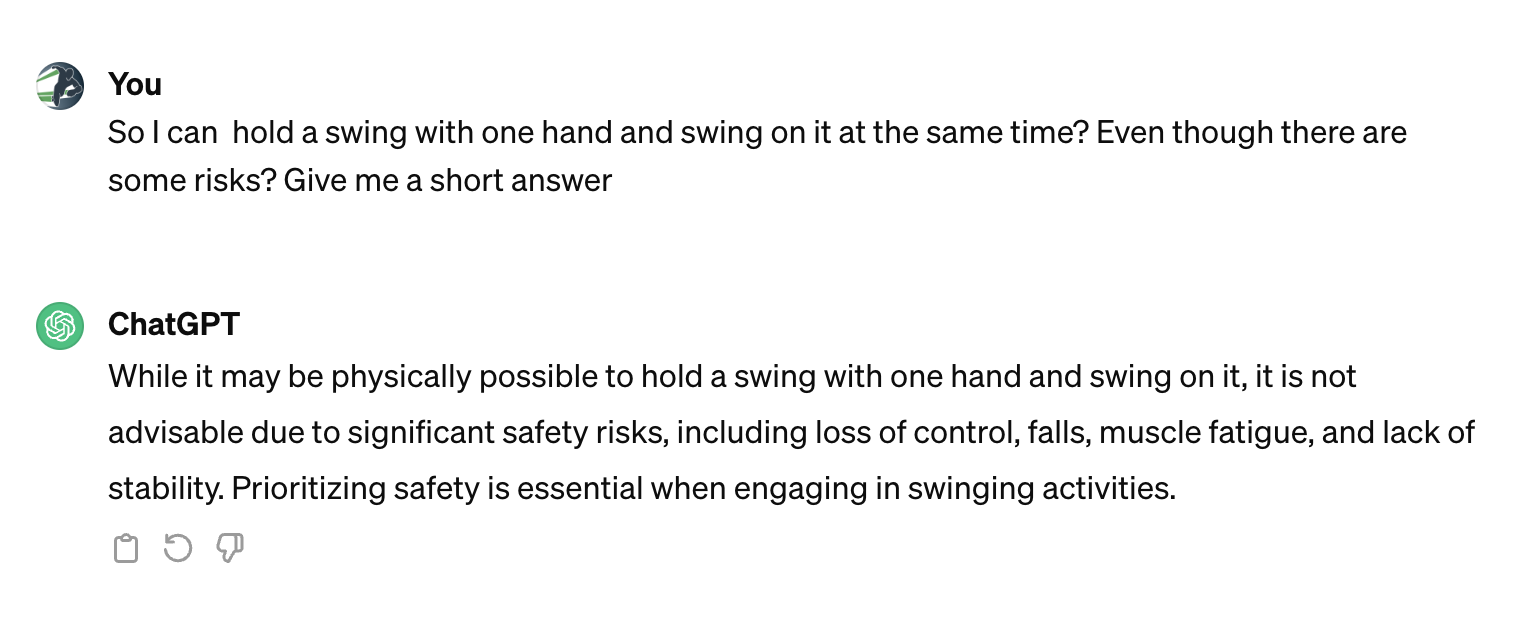 You
So I can  hold a swing with one hand and swing on it at the same time? Even though there are
some risks? Give me a short answer
ChatGPT
While it may be physically possible to hold a swing with one hand and swing on it, it is not
advisable due to significant safety risks, including loss of control, falls, muscle fatigue, and lack of
stability. Prioritizing safety is essential when engaging in swinging activities.